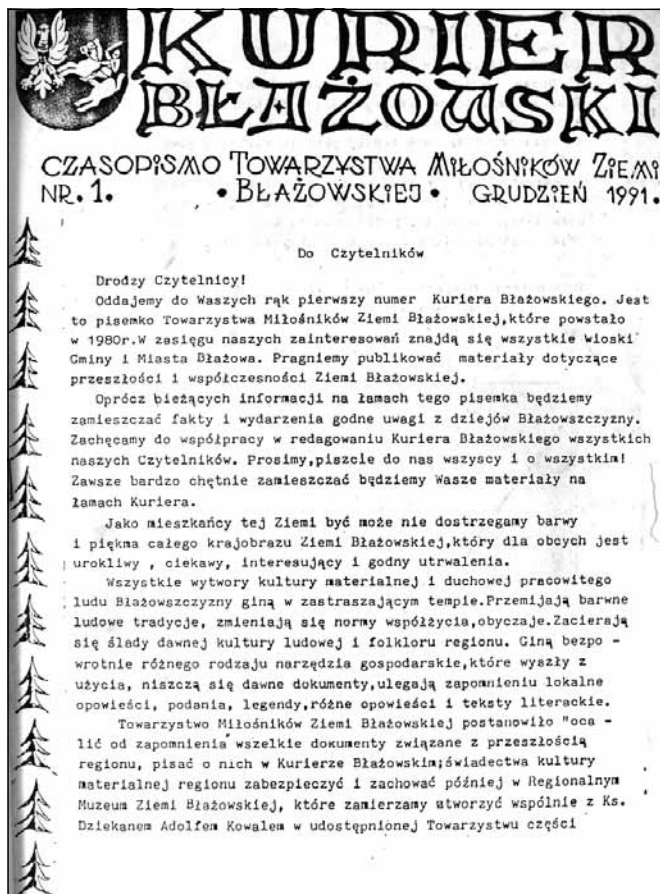 KURIER
BŁAŻOWSKI
CZASOPISMO TOWARZYSTWA MIŁOŚNIKÓW ZIEMI
NR. 1. • BŁAŻOWSKIEJ • GRUDZIEŃ 1991.
Do Czytelników
Drodzy Czytelnicy!
Oddajemy do Waszych rąk pierwszy numer Kuriera Błażowskiego. Jest
to pisemko Towarzystwa Miłośników Ziemi Błażowskiej,które powstało
w 1980r.W zasięgu naszych zainteresowań znajdą się wszystkie wioski
Gminy i Miasta Błażowa. Pragniemy publikować materiały dotyczące
przeszłości i współczesności Ziemi Błażowskiej.
Oprócz bieżących informacji na łamach tego pisemka będziemy
zamieszczać fakty i wydarzenia godne uwagi z dziejów Błażowszczyzny.
Zachęcamy do współpracy w redagowaniu Kuriera Błażowskiego wszystkich
naszych Czytelników. Prosimy,piszcie do nas wszyscy i o wszystkim!
Zawsze bardzo chętnie zamieszczać będziemy Wasze materiały na
łamach Kuriera.
Jako mieszkańcy tej Ziemi być może nie dostrzegamy barwy
i piękna całego krajobrazu Ziemi Błażowskiej,który dla obcych jest
urokliwy , ciekawy, interesujący i godny utrwalenia.
Wszystkie wytwory kultury materialnej i duchowej pracowitego
ludu Błażowszczyzny giną w zastraszającym tempie.Przemijają barwne
ludowe tradycje, zmieniają się normy współżycia,obyczaje.Zacierają
się ślady dawnej kultury ludowej i folkloru regionu. Giną bezpo -
wrotnie różnego rodzaju narzędzia gospodarskie,które wyszły z
użycia, niszczą się dawne dokumenty,ulegają zapomnieniu lokalne
opowieści, podania, legendy,różne opowieści i teksty literackie.
Towarzystwo Miłośników Ziemi Błażowskiej postanowiło "oca -
lić od zapomnienia" wszelkie dokumenty związane z przeszłością
regionu, pisać o nich w Kurierze Błażowskim;świadectwa kultury
materialnej regionu zabezpieczyć i zachować później w Regionalnym
Muzeum Ziemi Błażowskiej, które zamierzamy utworzyć wspólnie z Ks.
Dziekanem Adolfem Kowalem w udostępnionej Towarzystwu części